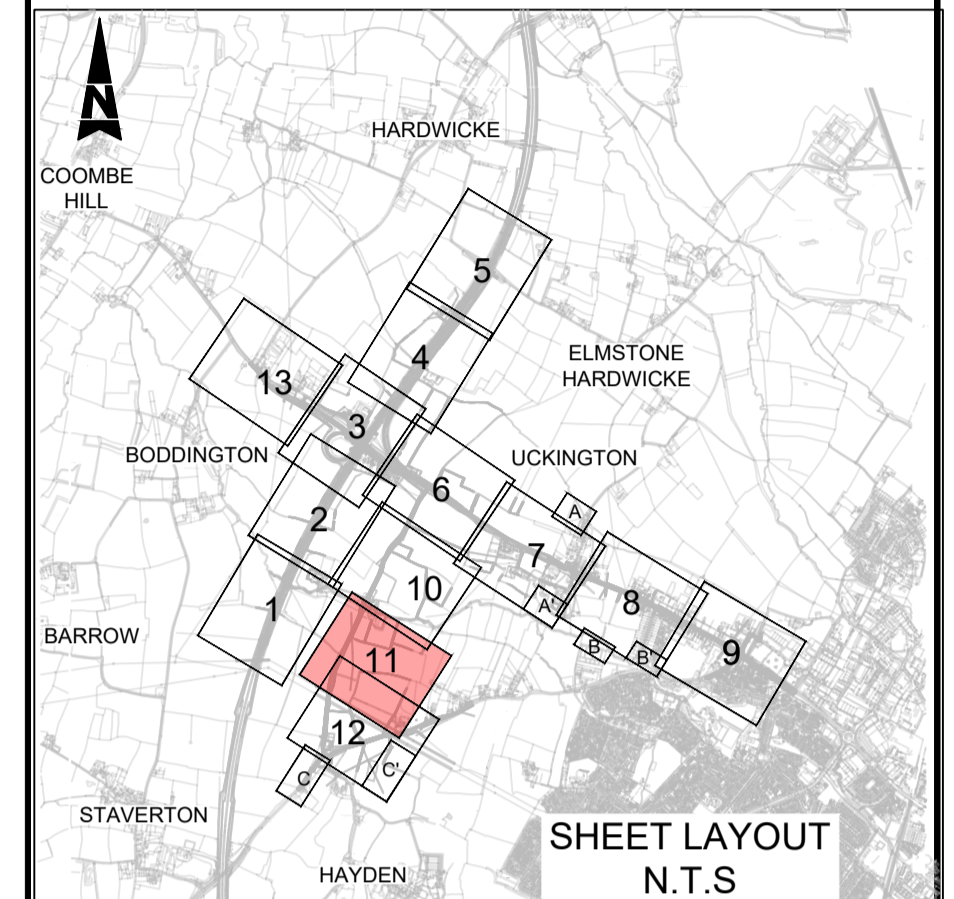 N
HARDWICKE
COOMBE
HILL
5
ELMSTONE
HARDWICKE
4
13
3
BODDINGTON
UCKINGTON
6
A
2
7
10
A'
8
1
BARROW
B
B'
9
11
12
C'
C
STAVERTON
SHEET LAYOUT
N.T.S
HAYDEN